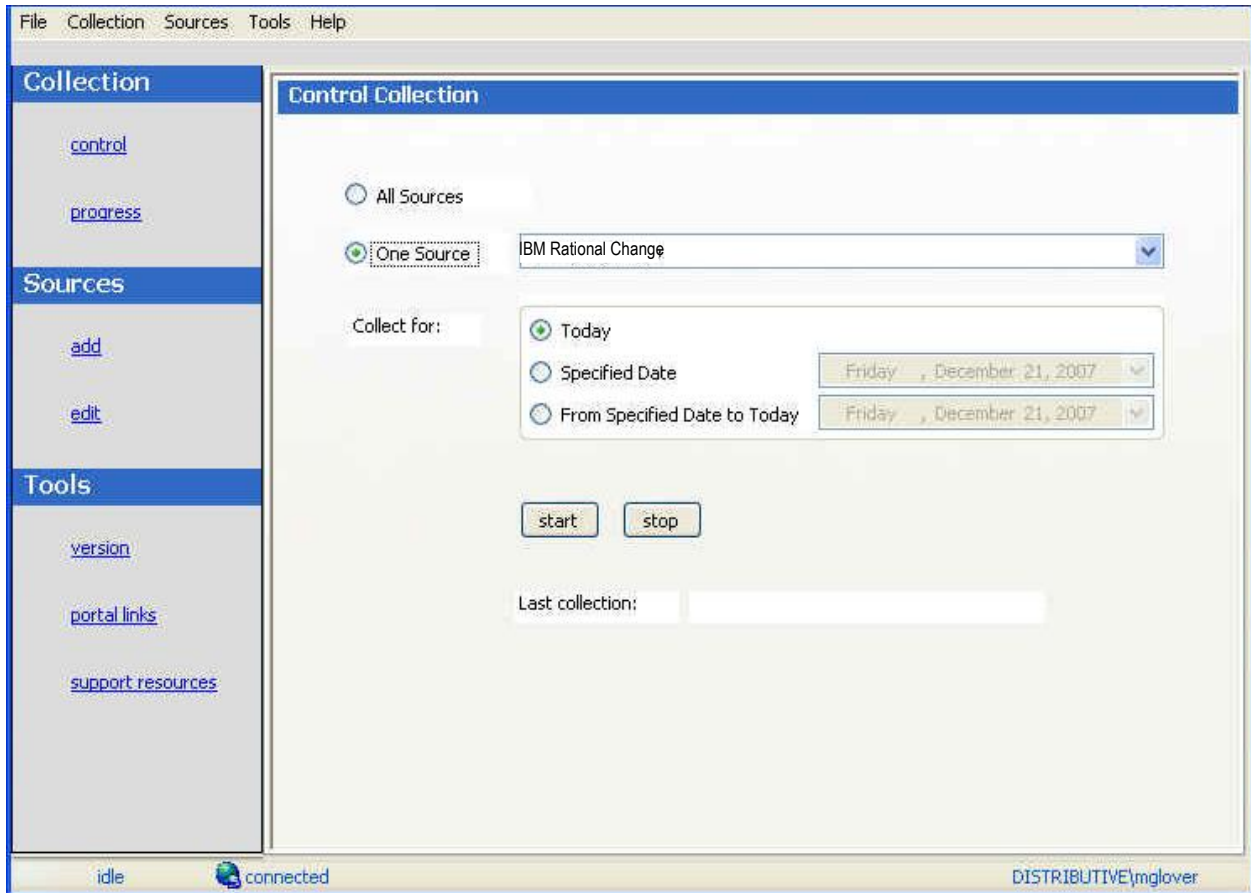 File Collection Sources Tools Help
Collection
control
progress
Sources
add
edit
Tools
version
portal links
support resources
Control Collection
All Sources
One Source IBM Rational Change
Collect for:
Today
Specified Date Friday , December 21, 2007
From Specified Date to Today Friday , December 21, 2007
start stop
Last collection:
idle connected DISTRIBUTIVE\mglover